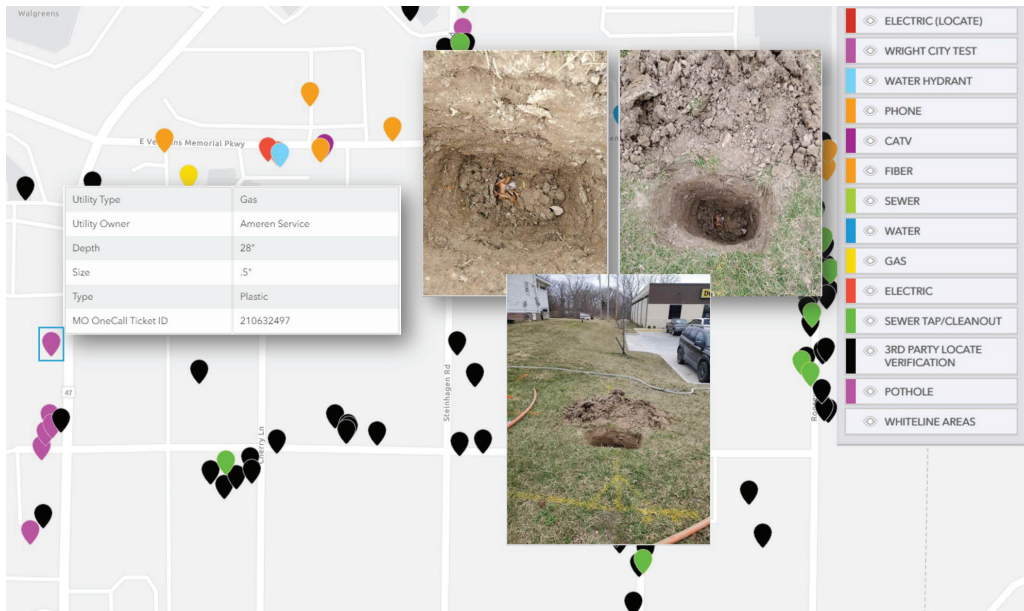 Walgreens
E Veterans Memorial Pkwy
Utility Type Gas
Utility Owner Ameren Service
Depth 28"
Size .5"
Type Plastic
MO OneCall Ticket ID 210632497
47
Cherry Ln
Steinhagen Rd
ELECTRIC (LOCATE)
WRIGHT CITY TEST
WATER HYDRANT
PHONE
CATV
FIBER
SEWER
WATER
GAS
ELECTRIC
SEWER TAP/CLEANOUT
3RD PARTY LOCATE
VERIFICATION
POTHOLE
WHITELINE AREAS